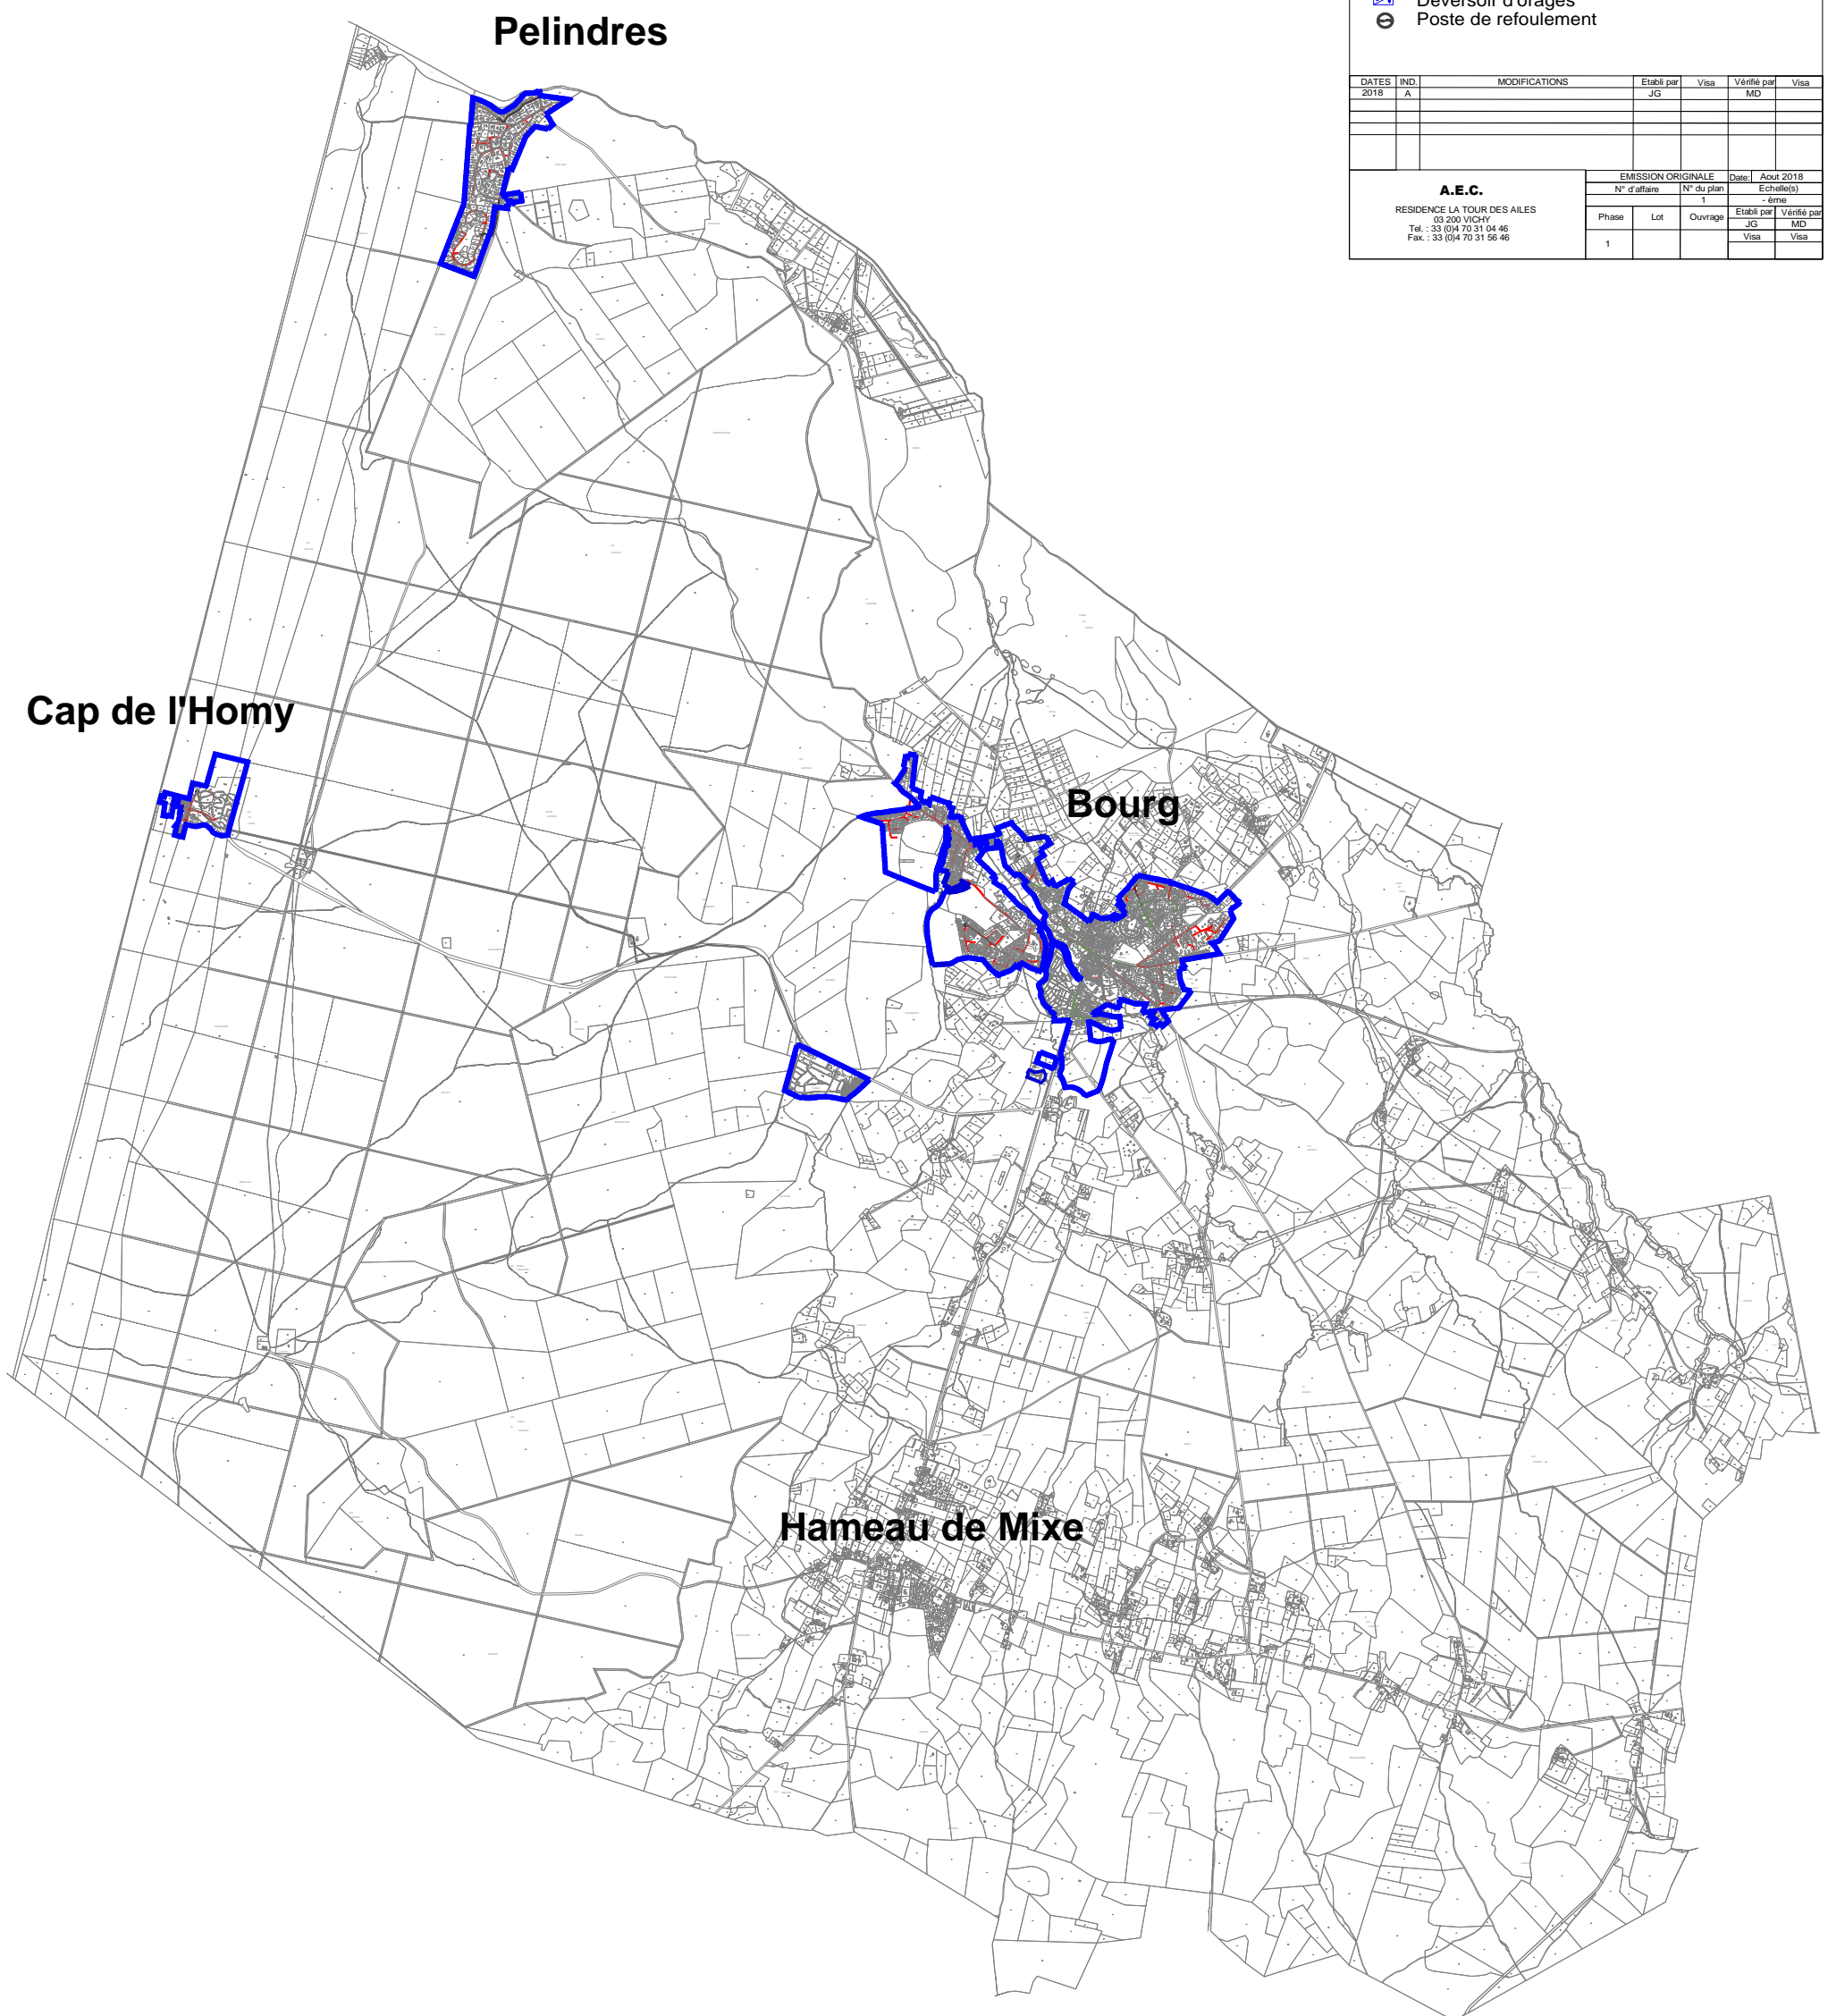 Pelindres
Déversoir d'orages
Poste de refoulement
DATES IND. MODIFICATIONS Etabli par Visa Vérifié par Visa
2018 A JG MD
EMISSION ORIGINALE Date: Aout 2018
N° d'affaire N° du plan Echelle(s)
1 - ème
Phase Lot Ouvrage Etabli par Vérifié par
JG MD
1 Visa Visa
A.E.C.
RESIDENCE LA TOUR DES AILES
03 200 VICHY
Tel. : 33 (0)4 70 31 04 46
Fax. : 33 (0)4 70 31 56 46
Cap de l'Homy
Bourg
Hameau de Mixe